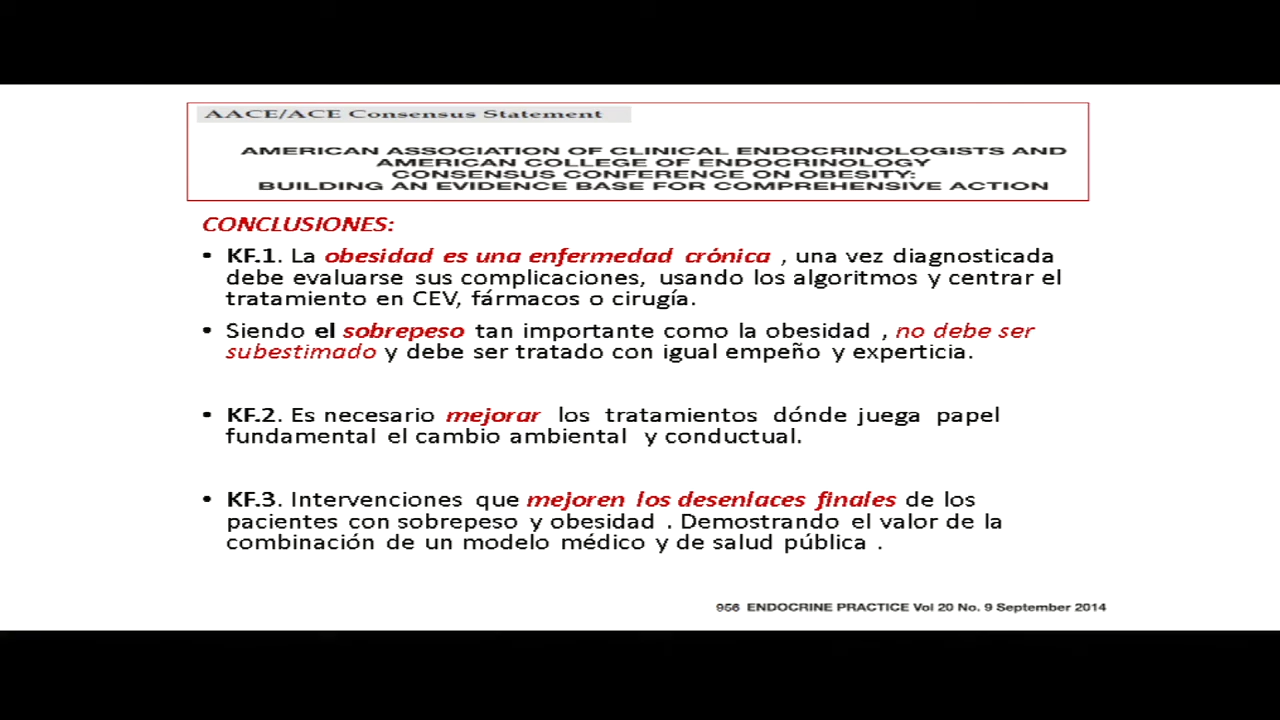 AACE/ACE Consensus Statement
AMERICAN ASSOCIATION OF CLINICAL ENDOCRINOLOGISTS AND
AMERICAN COLLEGE OF ENDOCRINOLOGY
CONSENSUS CONFERENCE ON OBESITY:
BUILDING AN EVIDENCE BASE FOR COMPREHENSIVE ACTION
CONCLUSIONES:
• KF.1. La obesidad es una enfermedad crónica , una vez diagnosticada
debe evaluarse sus complicaciones, usando los algoritmos y centrar el
tratamiento en CEV, fármacos o cirugía.
• Siendo el sobrepeso tan importante como la obesidad , no debe ser
subestimado y debe ser tratado con igual empeño y experticia.
• KF.2. Es necesario mejorar los tratamientos dónde juega papel
fundamental el cambio ambiental y conductual.
• KF.3. Intervenciones que mejoren los desenlaces finales de los
pacientes con sobrepeso y obesidad . Demostrando el valor de la
combinación de un modelo médico y de salud pública .
956 ENDOCRINE PRACTICE Vol 20 No. 9 September 2014